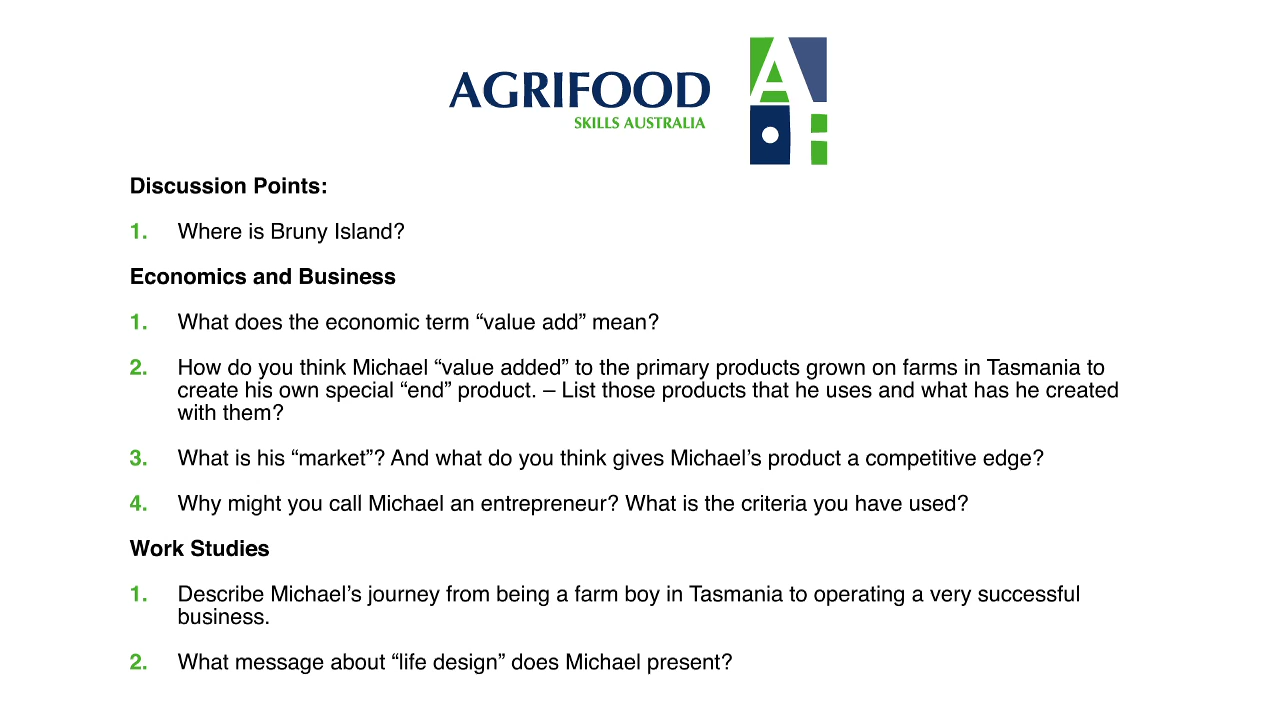 AGRIFOOD
SKILLS AUSTRALIA
Discussion Points:
1. Where is Bruny Island?
Economics and Business
1. What does the economic term “value add” mean?
2. How do you think Michael “value added” to the primary products grown on farms in Tasmania to
create his own special “end” product. – List those products that he uses and what has he created
with them?
3. What is his “market”? And what do you think gives Michael’s product a competitive edge?
4. Why might you call Michael an entrepreneur? What is the criteria you have used?
Work Studies
1. Describe Michael’s journey from being a farm boy in Tasmania to operating a very successful
business.
2. What message about “life design” does Michael present?